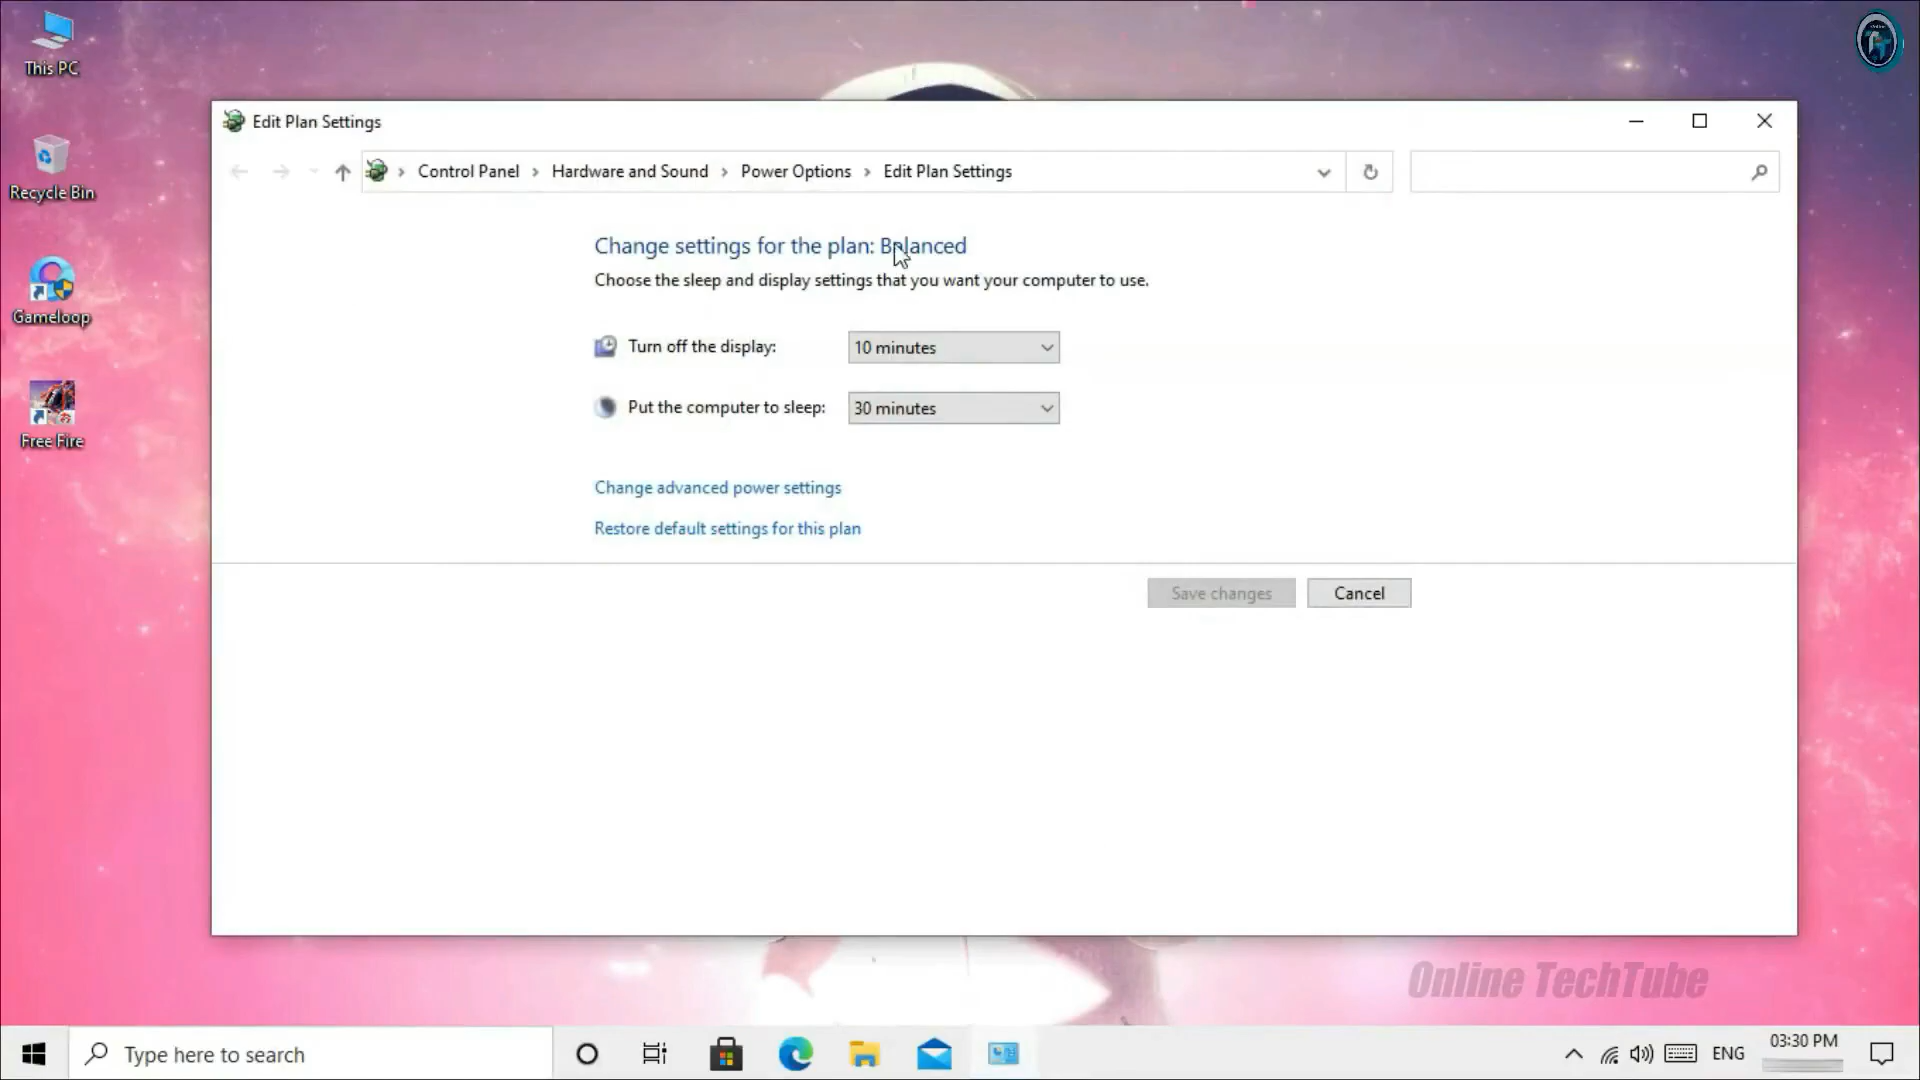 This PC
Recycle Bin
Gameloop
Free Fire
Edit Plan Settings
Control Panel > Hardware and Sound > Power Options > Edit Plan Settings
Change settings for the plan: Balanced
Choose the sleep and display settings that you want your computer to use.
Turn off the display: 10 minutes
Put the computer to sleep: 30 minutes
Change advanced power settings
Restore default settings for this plan
Save changes Cancel
Online TechTube
Type here to search
ENG 03:30 PM